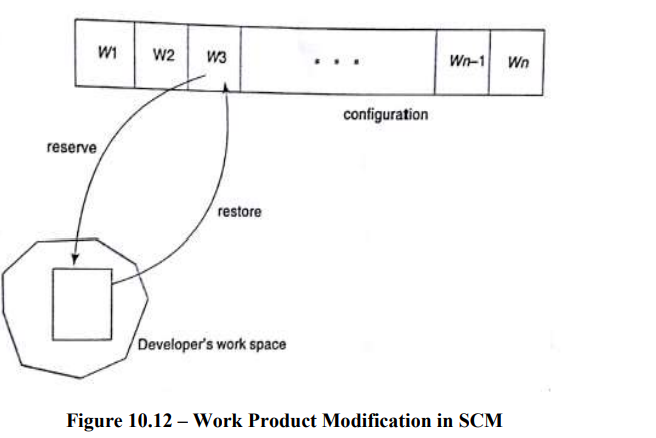 W1 W2 W3 . . . Wn–1 Wn
configuration
reserve
restore
Developer's work space
Figure 10.12 – Work Product Modification in SCM